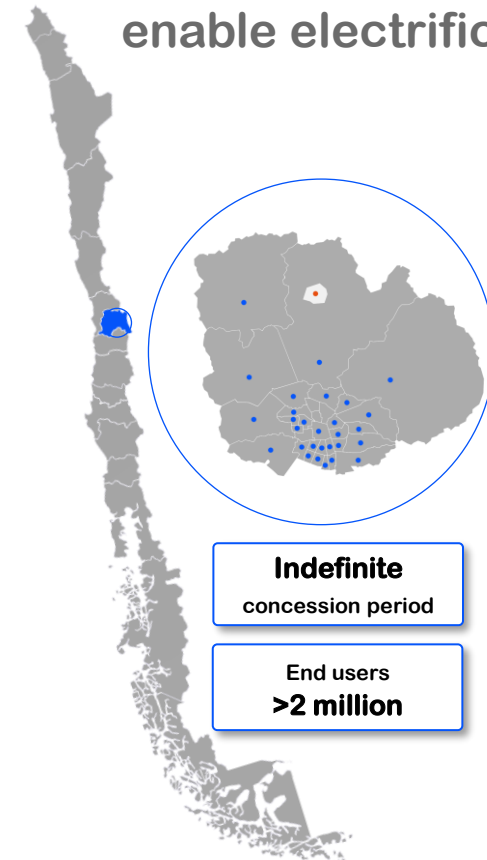 enable electrific
Indefinite
concession period
End users
>2 million